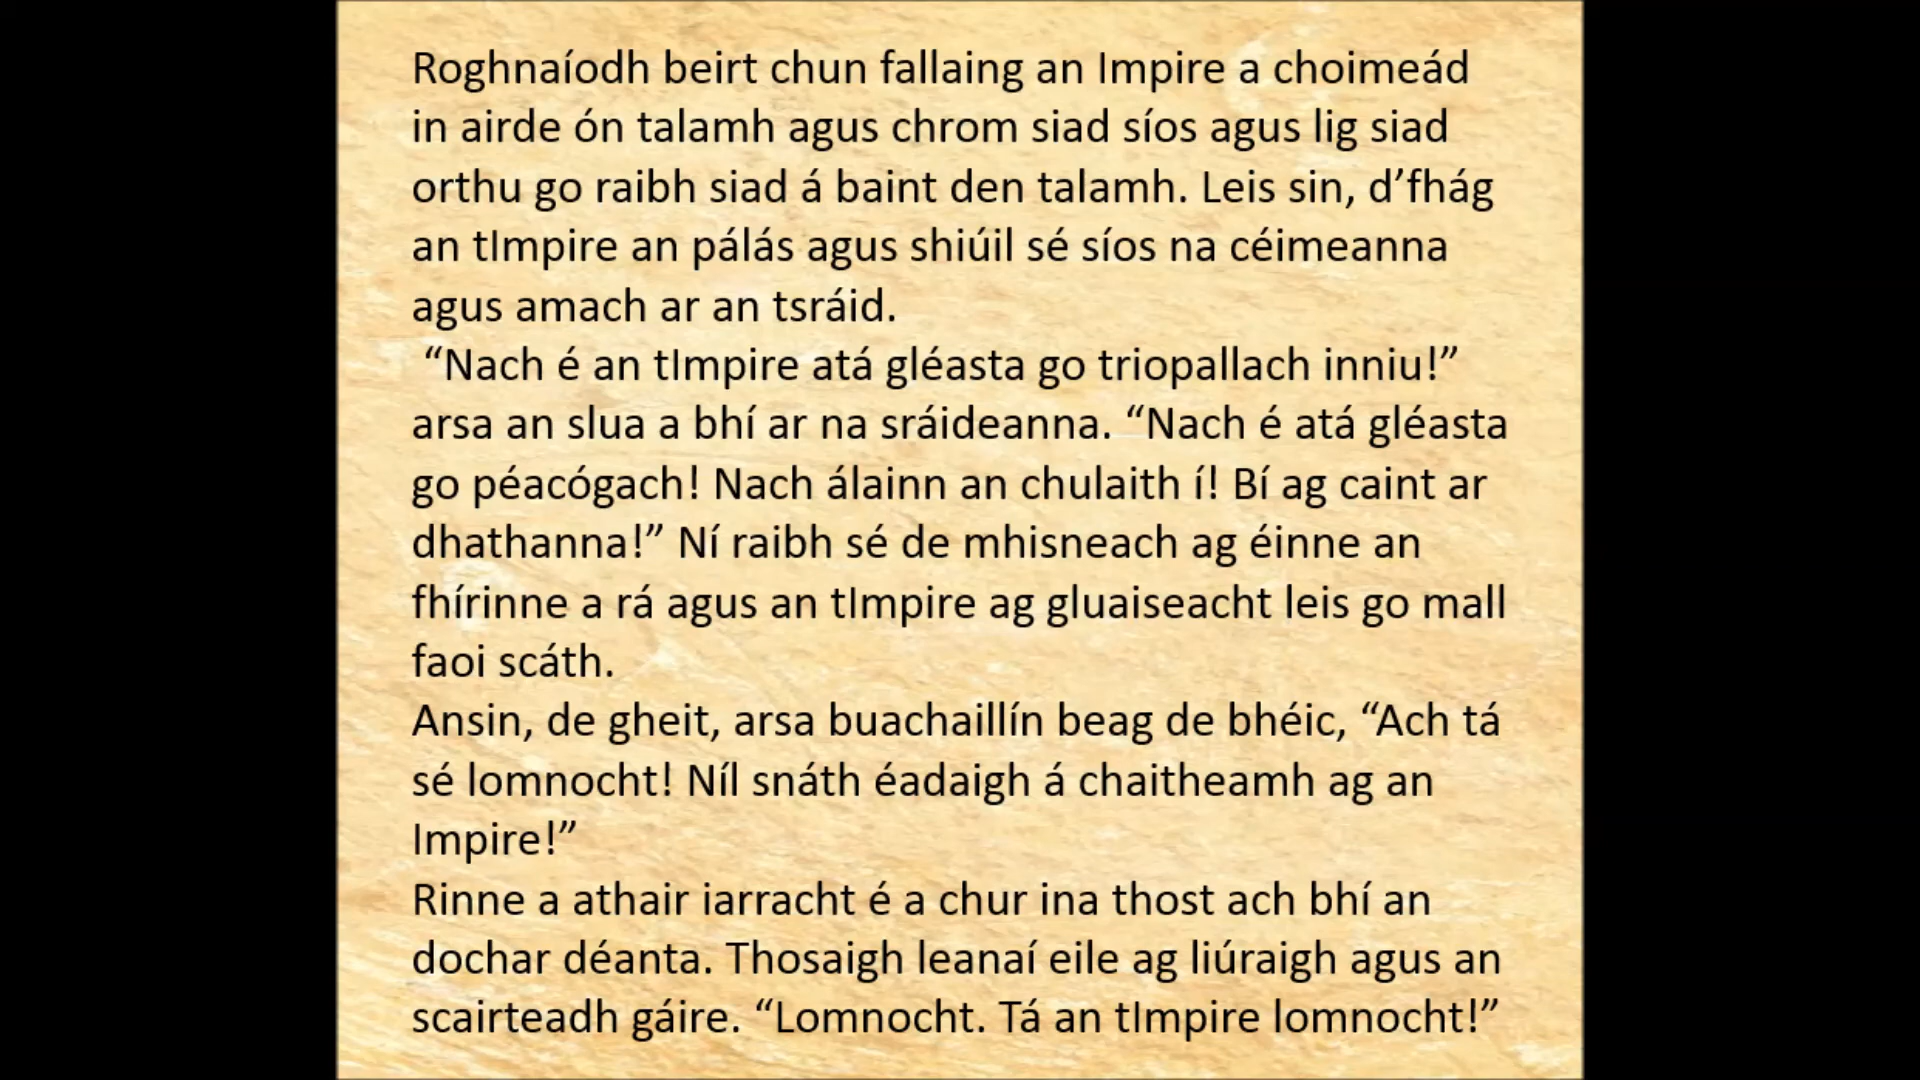 Roghnaíodh beirt chun fallaing an Impire a choimeád
in airde ón talamh agus chrom siad síos agus lig siad
orthu go raibh siad á baint den talamh. Leis sin, d’fhág
an tImpire an pálás agus shiúil sé síos na céimeanna
agus amach ar an tsráid.
“Nach é an tImpire atá gléasta go triopallach inniu!”
arsa an slua a bhí ar na sráideanna. “Nach é atá gléasta
go péacógach! Nach álainn an chulaith í! Bí ag caint ar
dhathanna!” Ní raibh sé de mhisneach ag éinne an
fhírinne a rá agus an tImpire ag gluaiseacht leis go mall
faoi scáth.
Ansin, de gheit, arsa buachaillín beag de bhéic, “Ach tá
sé lomnocht! Níl snáth éadaigh á chaitheamh ag an
Impire!”
Rinne a athair iarracht é a chur ina thost ach bhí an
dochar déanta. Thosaigh leanaí eile ag liúraigh agus an
scairteadh gáire. “Lomnocht. Tá an tImpire lomnocht!”